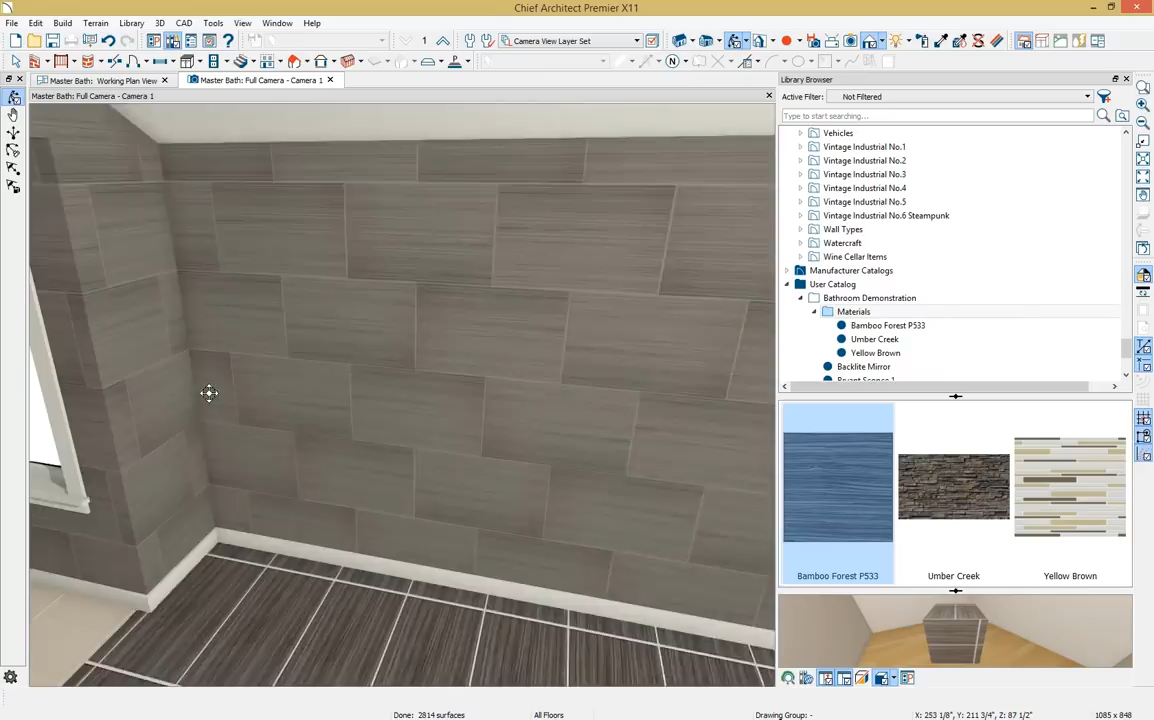 Chief Architect Premier X11
File Edit Build Terrain Library 3D CAD Tools View Window Help
1 Camera View Layer Set
N
Master Bath: Working Plan View Master Bath: Full Camera - Camera 1
Master Bath: Full Camera - Camera 1
Library Browser
Active Filter: Not Filtered
Type to start searching...
Vehicles
Vintage Industrial No.1
Vintage Industrial No.2
Vintage Industrial No.3
Vintage Industrial No.4
Vintage Industrial No.5
Vintage Industrial No.6 Steampunk
Wall Types
Watercraft
Wine Cellar Items
Manufacturer Catalogs
User Catalog
Bathroom Demonstration
Materials
Bamboo Forest P533
Umber Creek
Yellow Brown
Backlite Mirror
Bamboo Forest P533 Umber Creek Yellow Brown
Done: 2814 surfaces All Floors Drawing Group: - X: 253 1/8", Y: 211 3/4", Z: 87 1/2" 1085 x 848